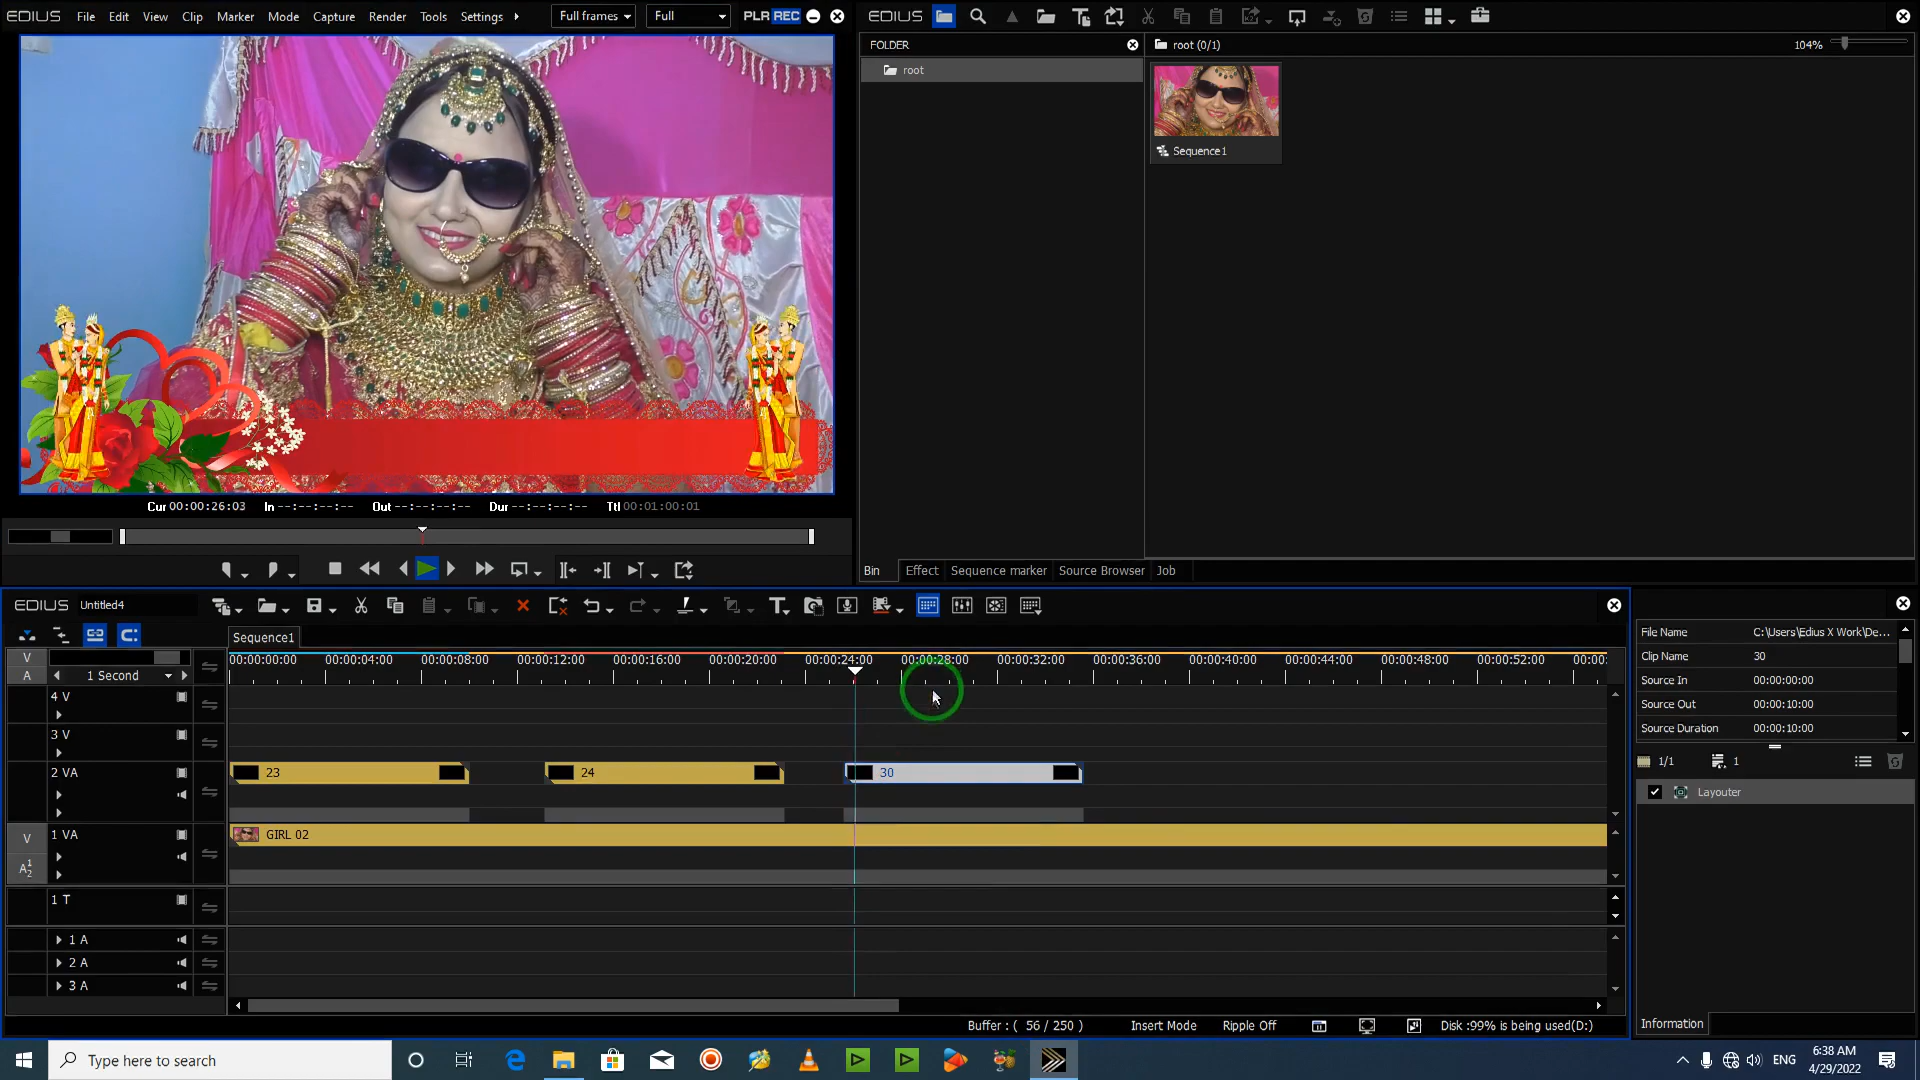 EDIUS File Edit View Clip Marker Mode Capture Render Tools Settings Full frames Full PLR REC
EDIUS
FOLDER
root
root (0/1)
104%
Sequence1
Cur 00:00:26:03 In --:--:--:-- Out --:--:--:-- Dur --:--:--:-- Ttl 00:01:00:01
Bin Effect Sequence marker Source Browser Job
EDIUS Untitled4
Sequence1
V
A
1 Second
00:00:00:00 00:00:04:00 00:00:08:00 00:00:12:00 00:00:16:00 00:00:20:00 00:00:24:00 00:00:28:00 00:00:32:00 00:00:36:00 00:00:40:00 00:00:44:00 00:00:48:00 00:00:52:00 00:00:
4 V
3 V
2 VA 23 24 30
V 1 VA GIRL 02
A12
1 T
1 A
2 A
3 A
Buffer : ( 56 / 250 ) Insert Mode Ripple Off Disk :99% is being used(D:)
File Name C:\Users\Edius X Work\De...
Clip Name 30
Source In 00:00:00:00
Source Out 00:00:10:00
Source Duration 00:00:10:00
1/1 1
Layouter
Information
Type here to search
ENG
6:38 AM
4/29/2022